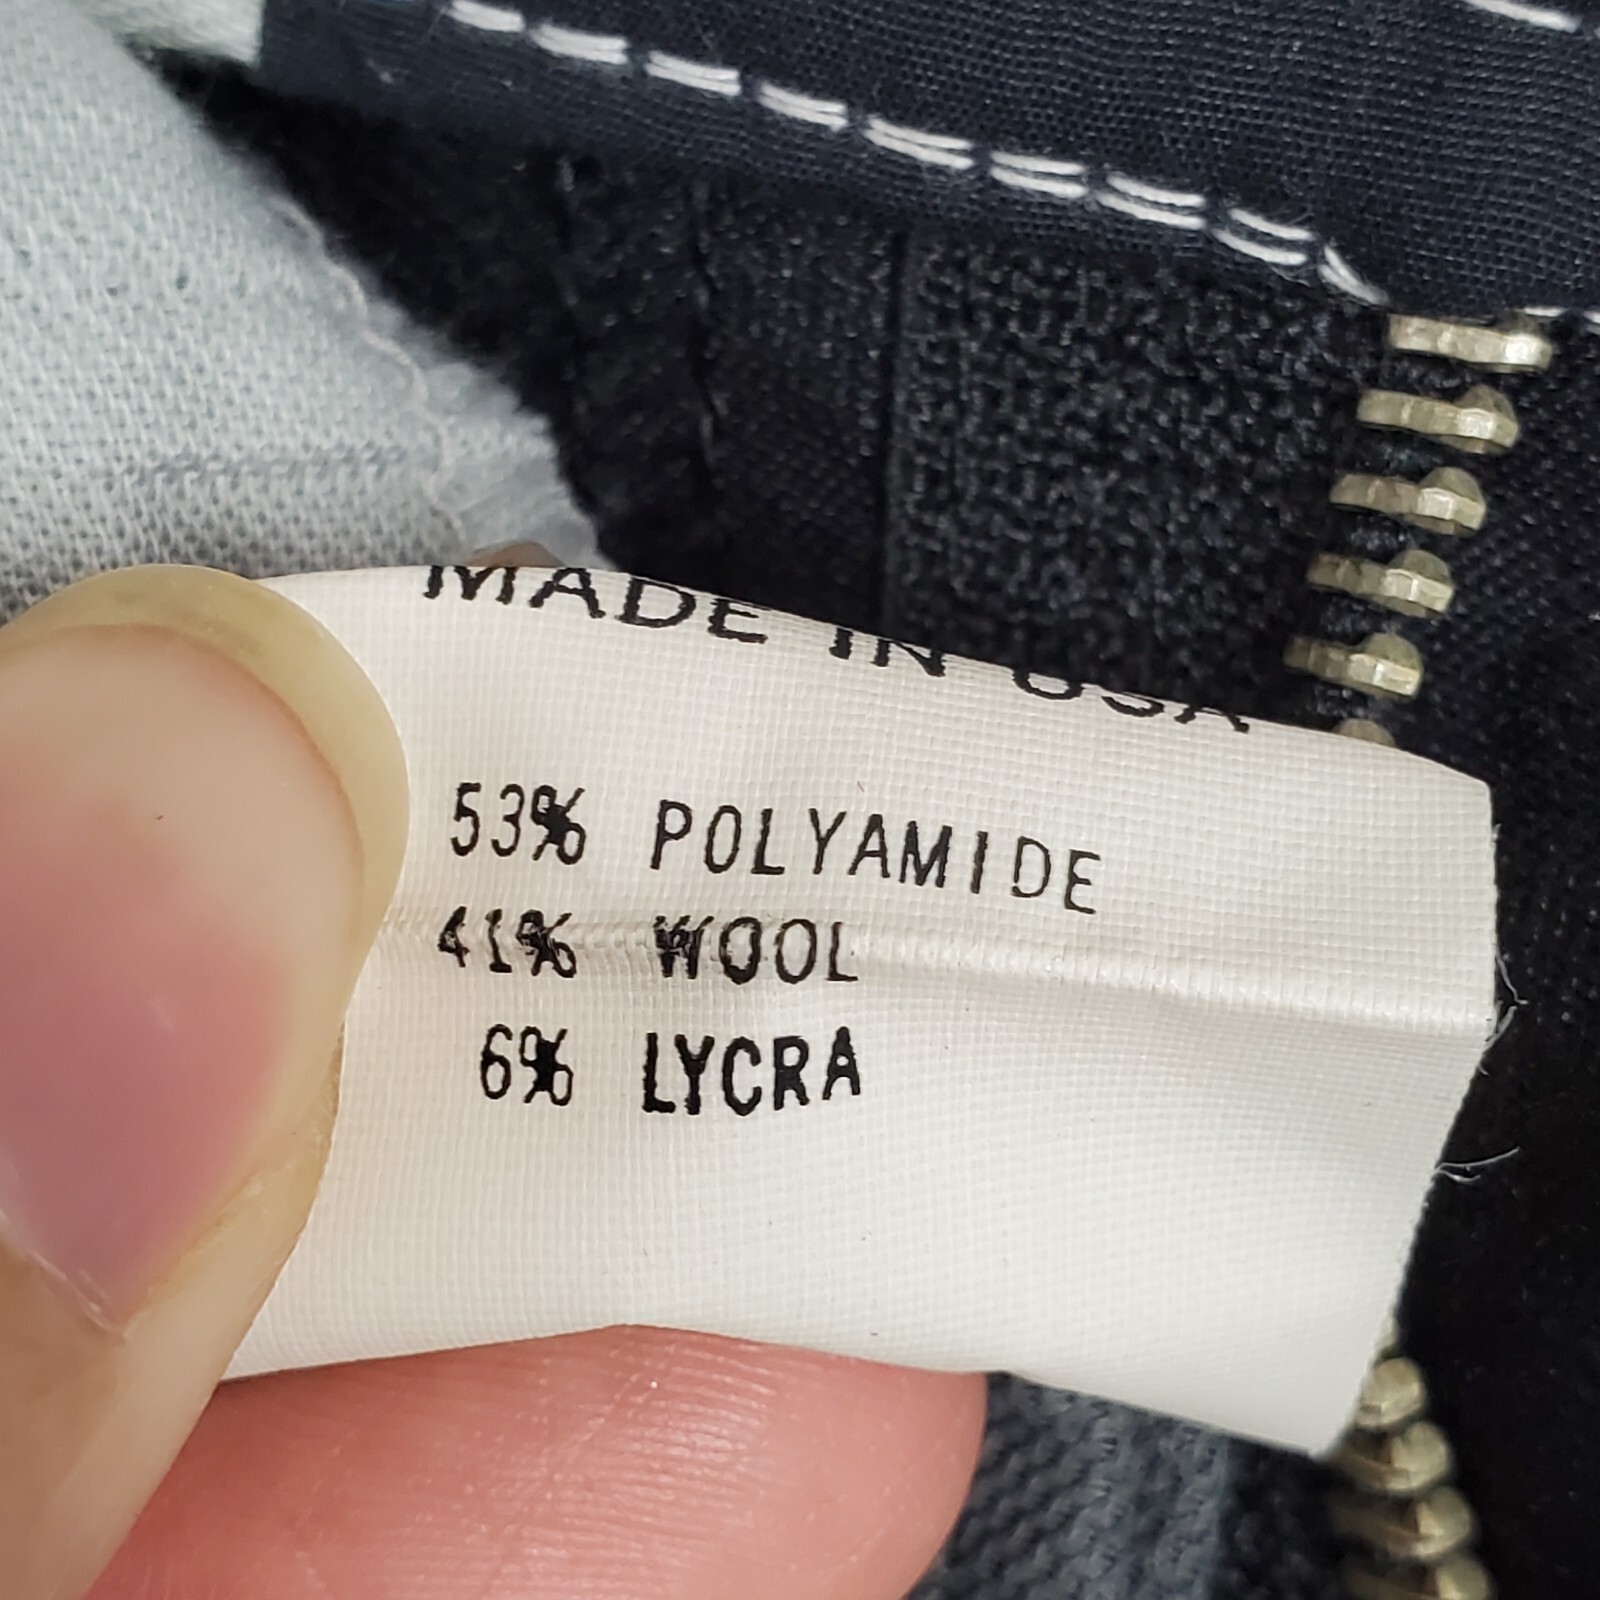 MADE IN USA
53% POLYAMIDE
41% WOOL
6% LYCRA